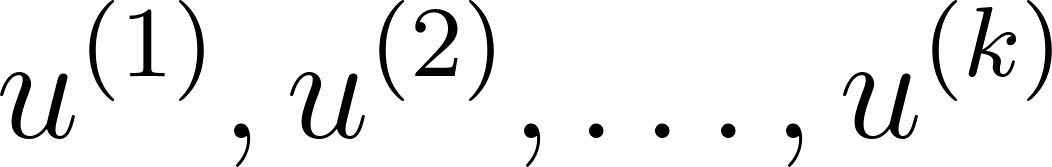 u^{(1)}, u^{(2)}, . . . , u^{(k)}